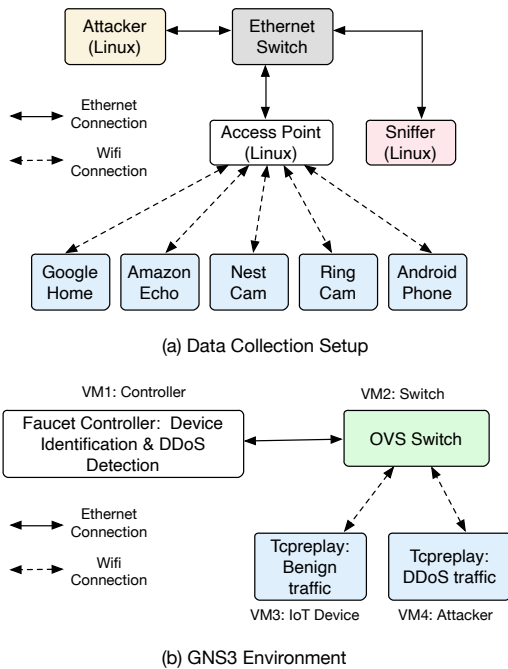 Attacker
(Linux)
Ethernet
Switch
Ethernet
Connection
Wifi
Connection
Access Point
(Linux)
Sniffer
(Linux)
Google
Home
Amazon
Echo
Nest
Cam
Ring
Cam
Android
Phone
(a) Data Collection Setup
VM1: Controller
VM2: Switch
Faucet Controller: Device
Identification & DDoS
Detection
OVS Switch
Ethernet
Connection
Wifi
Connection
Tcpreplay:
Benign
traffic
Tcpreplay:
DDoS traffic
VM3: IoT Device
VM4: Attacker
(b) GNS3 Environment